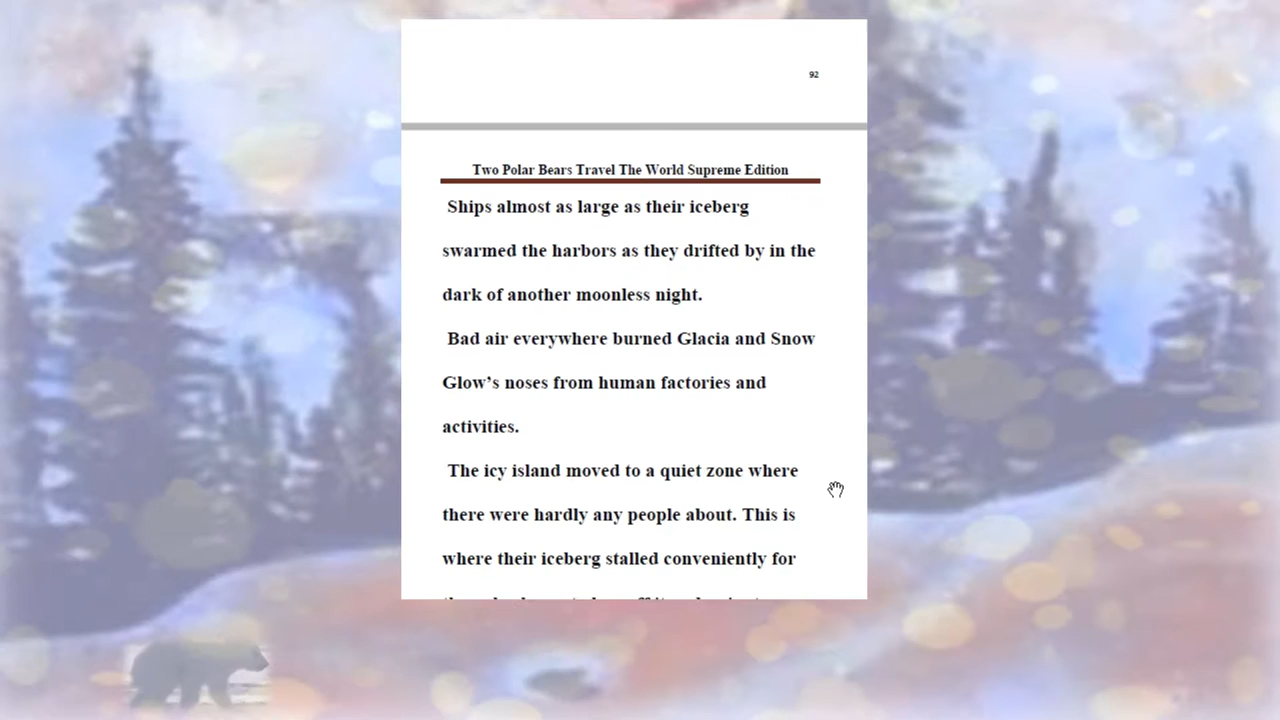 92
Two Polar Bears Travel The World Supreme Edition
Ships almost as large as their iceberg
swarmed the harbors as they drifted by in the
dark of another moonless night.
Bad air everywhere burned Glacia and Snow
Glow’s noses from human factories and
activities.
The icy island moved to a quiet zone where
there were hardly any people about. This is
where their iceberg stalled conveniently for